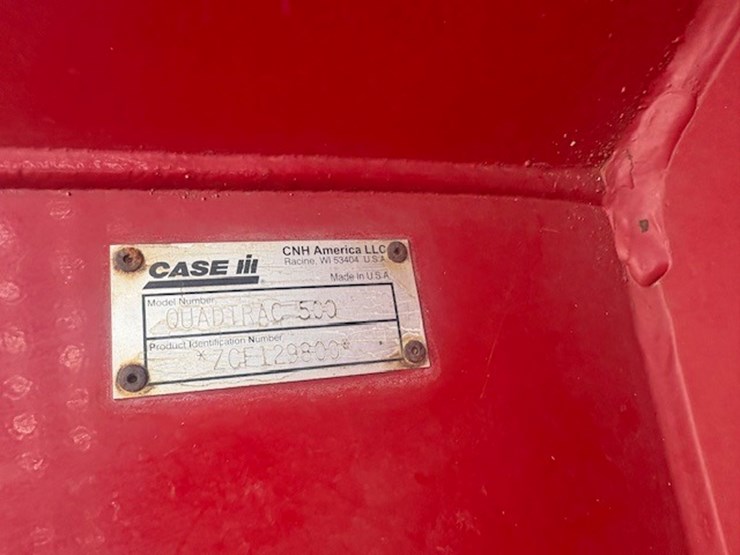 CASE IH
CNH America LLC
Racine, WI 53404 U.S.A.
Made in U.S.A.
Model Number
QUADTRAC 500
Product Identification Number
*ZCF129800*